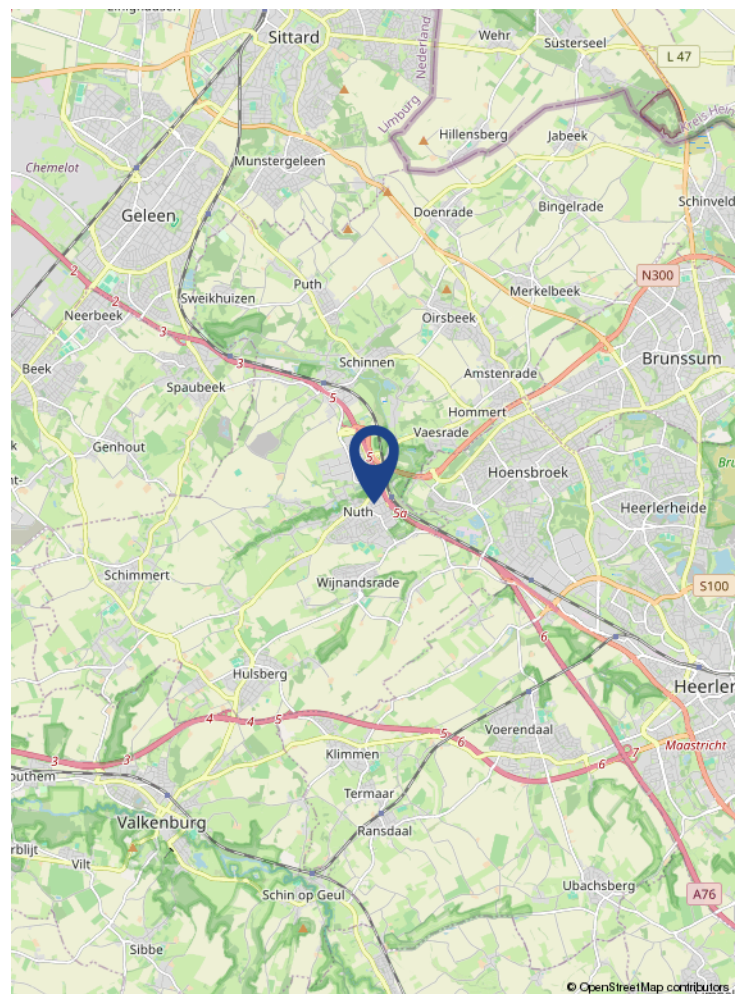 Sittard
Wehr
Süsterseel
L 47
Nederland
Limburg
Kreis Hein
Hillensberg
Jabeek
Chemelot
Munstergeleen
Geleen
Doenrade
Bingelrade
Schinveld
2
N300
2
Sweikhuizen
Puth
Merkelbeek
Neerbeek
3
Oirsbeek
Beek
3
Schinnen
Brunssum
Spaubeek
5
Amstenrade
Hommert
Genhout
Vaesrade
5
Hoensbroek
Nuth
5a
Heerlerheide
Schimmert
Wijnandsrade
S100
6
Hulsberg
Heerler
4
4
5
5
6
Voerendaal
Maastricht
3
3
Klimmen
6
7
Termaar
Valkenburg
Ransdaal
Vilt
Schin op Geul
Ubachsberg
A76
Sibbe
© OpenStreetMap contributors